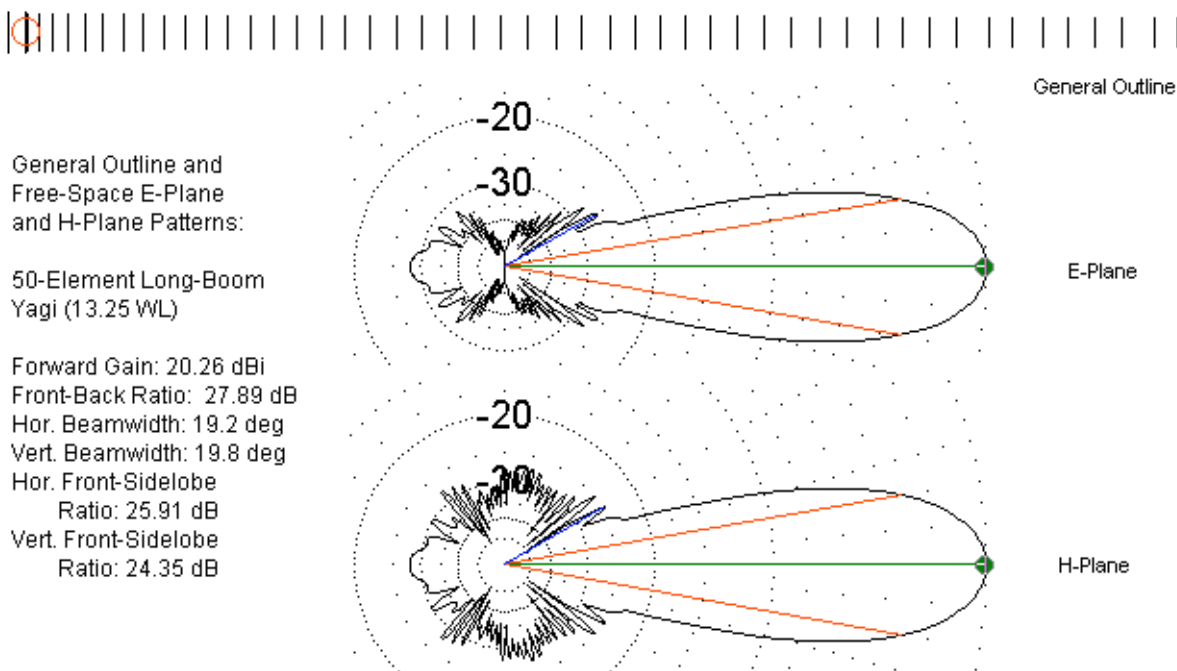 General Outline
-20
-30
General Outline and
Free-Space E-Plane
and H-Plane Patterns:
50-Element Long-Boom
Yagi (13.25 WL)
E-Plane
Forward Gain: 20.26 dBi
Front-Back Ratio: 27.89 dB
Hor. Beamwidth: 19.2 deg
Vert. Beamwidth: 19.8 deg
Hor. Front-Sidelobe
Ratio: 25.91 dB
Vert. Front-Sidelobe
Ratio: 24.35 dB
-20
-30
H-Plane